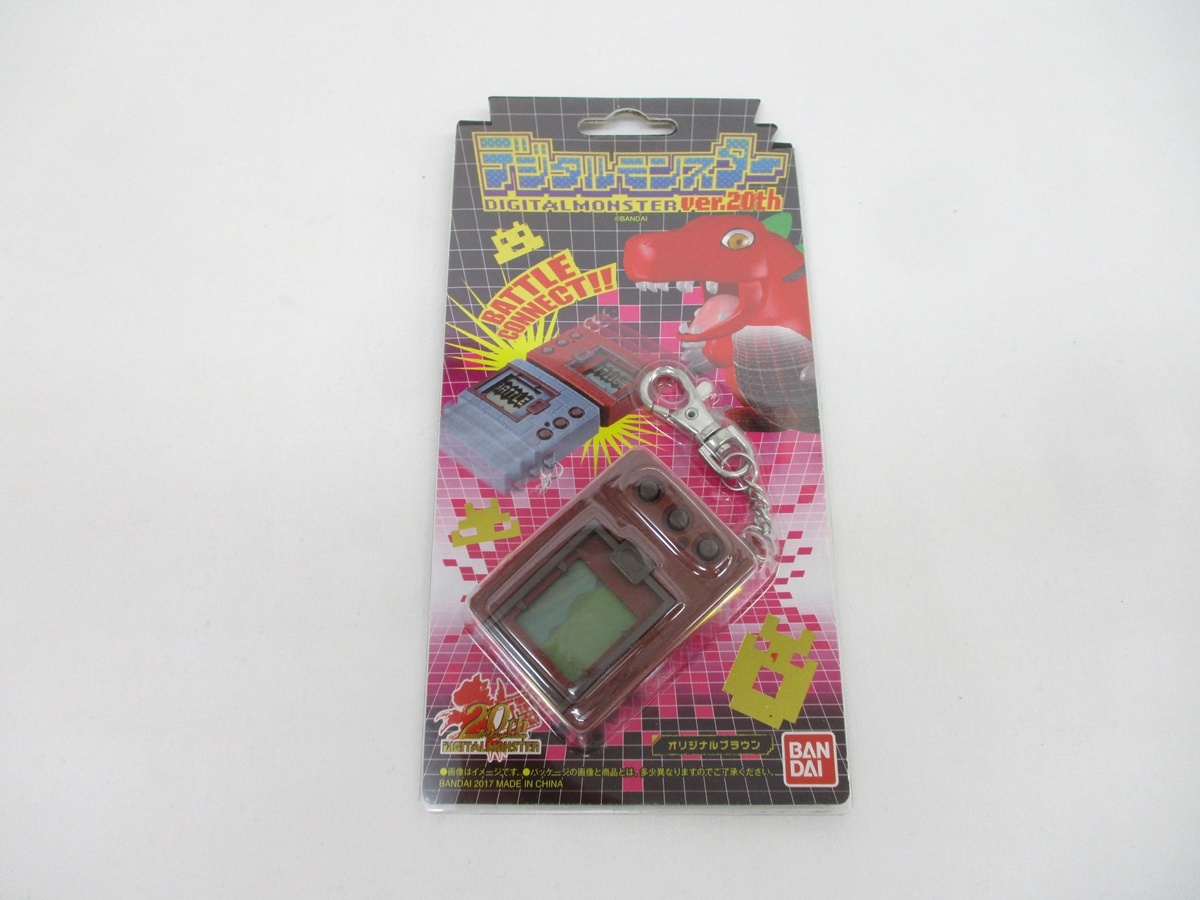 デジタルモンスター
DIGITALMONSTER ver.20th
©BANDAI
BATTLE
CONNECT!!
20th
DIGITALMONSTER
オリジナルブラウン
BAN
DAI
●画像はイメージです。●パッケージの画像と商品とは、多少異なりますのでご了承ください。
BANDAI 2017 MADE IN CHINA